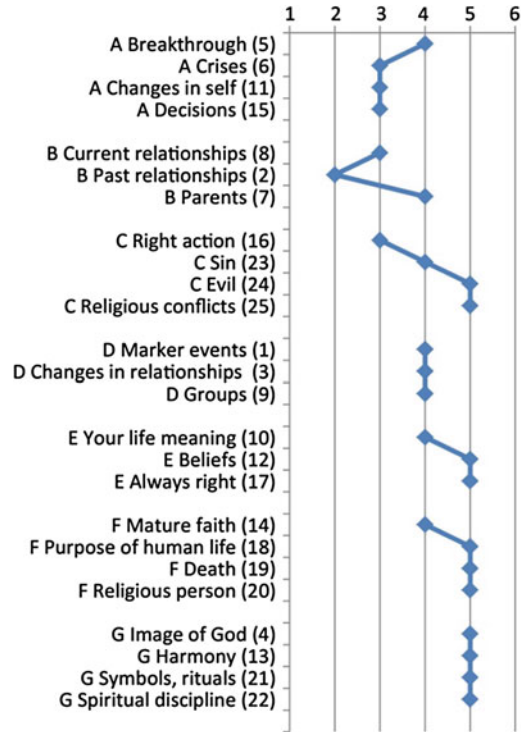 1 2 3 4 5 6
A Breakthrough (5)
A Crises (6)
A Changes in self (11)
A Decisions (15)
B Current relationships (8)
B Past relationships (2)
B Parents (7)
C Right action (16)
C Sin (23)
C Evil (24)
C Religious conflicts (25)
D Marker events (1)
D Changes in relationships (3)
D Groups (9)
E Your life meaning (10)
E Beliefs (12)
E Always right (17)
F Mature faith (14)
F Purpose of human life (18)
F Death (19)
F Religious person (20)
G Image of God (4)
G Harmony (13)
G Symbols, rituals (21)
G Spiritual discipline (22)